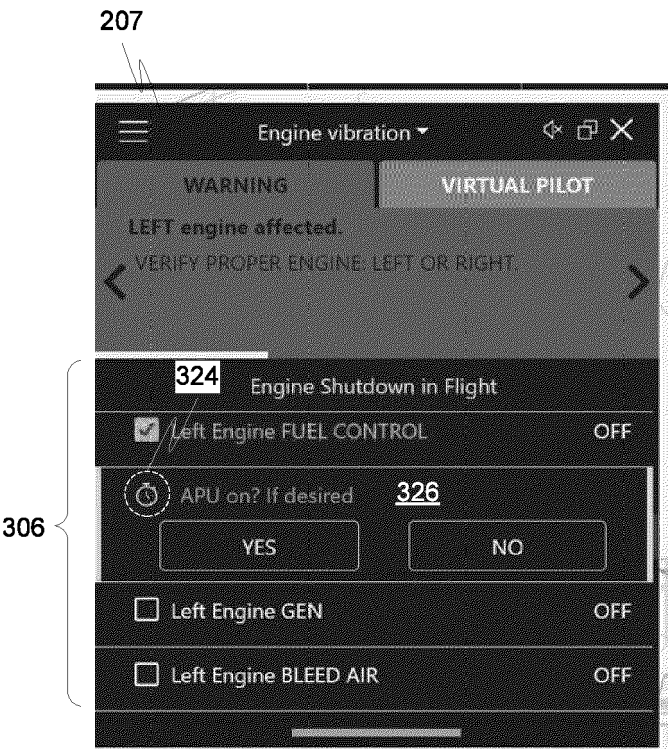 207
Engine vibration
WARNING
VIRTUAL PILOT
LEFT engine affected.
VERIFY PROPER ENGINE: LEFT OR RIGHT.
324
Engine Shutdown in Flight
Left Engine FUEL CONTROL OFF
306
APU on? If desired 326
YES NO
Left Engine GEN OFF
Left Engine BLEED AIR OFF